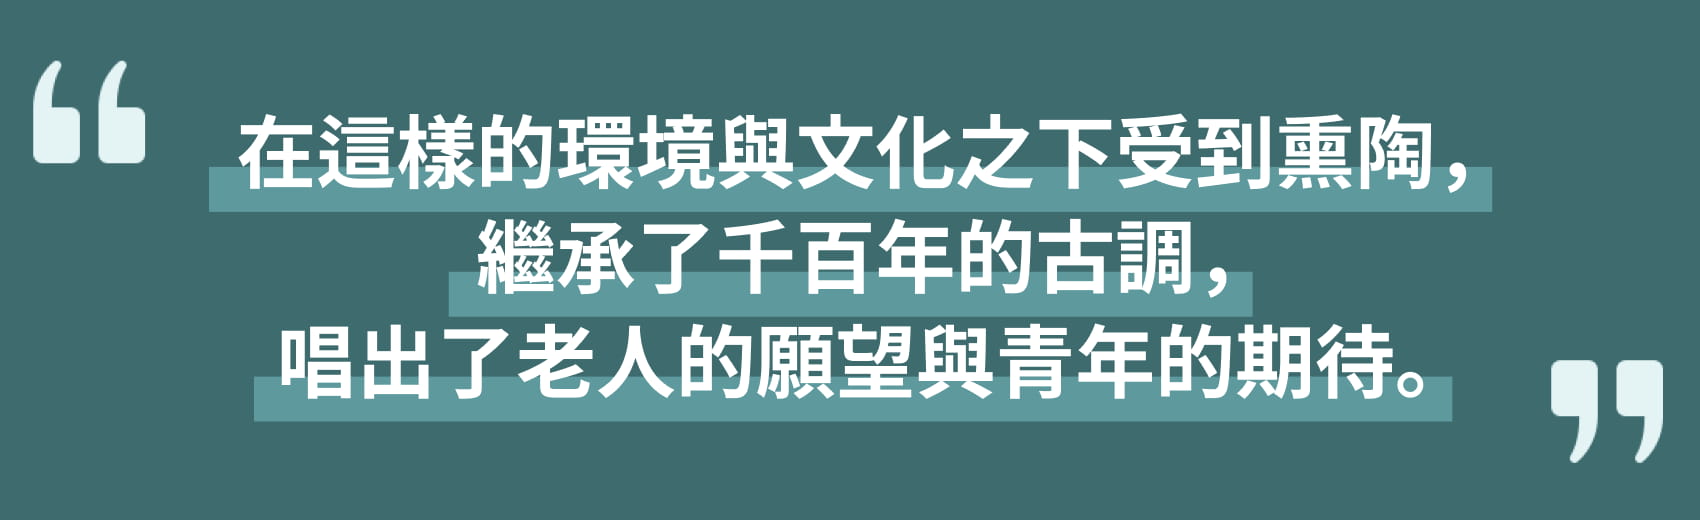 在這樣的環境與文化之下受到熏陶，
繼承了千百年的古調，
唱出了老人的願望與青年的期待。